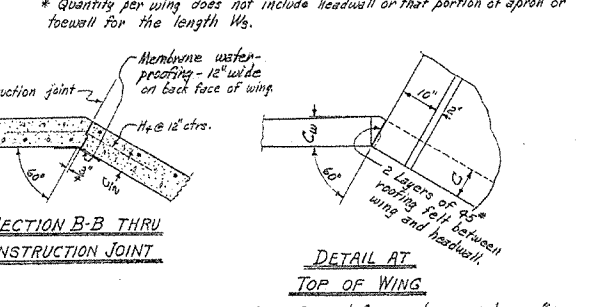 * Quantity per wing does not include headwall or that portion of apron or
toewall for the length W3.
Membrane water-
proofing - 12" wide
on back face of wing.
uction joint
H4 @ 12" ctrs.
60°
ECTION B-B THRU
NSTRUCTION JOINT
10"
2"
Cw
60°
2 Layers of 45#
roofing felt between
wing and headwall.
DETAIL AT
TOP OF WING